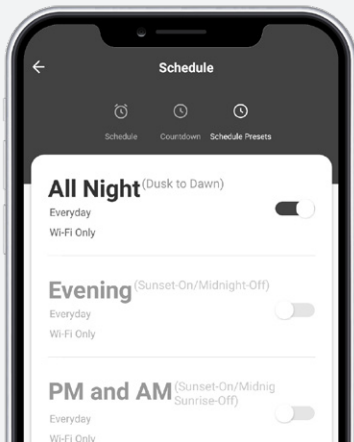 Schedule
Schedule Countdown Schedule Presets
All Night (Dusk to Dawn)
Everyday
Wi-Fi Only
Evening (Sunset-On/Midnight-Off)
Everyday
Wi-Fi Only
PM and AM (Sunset-On/Midnig
Sunrise-Off)
Everyday
Wi-Fi Only